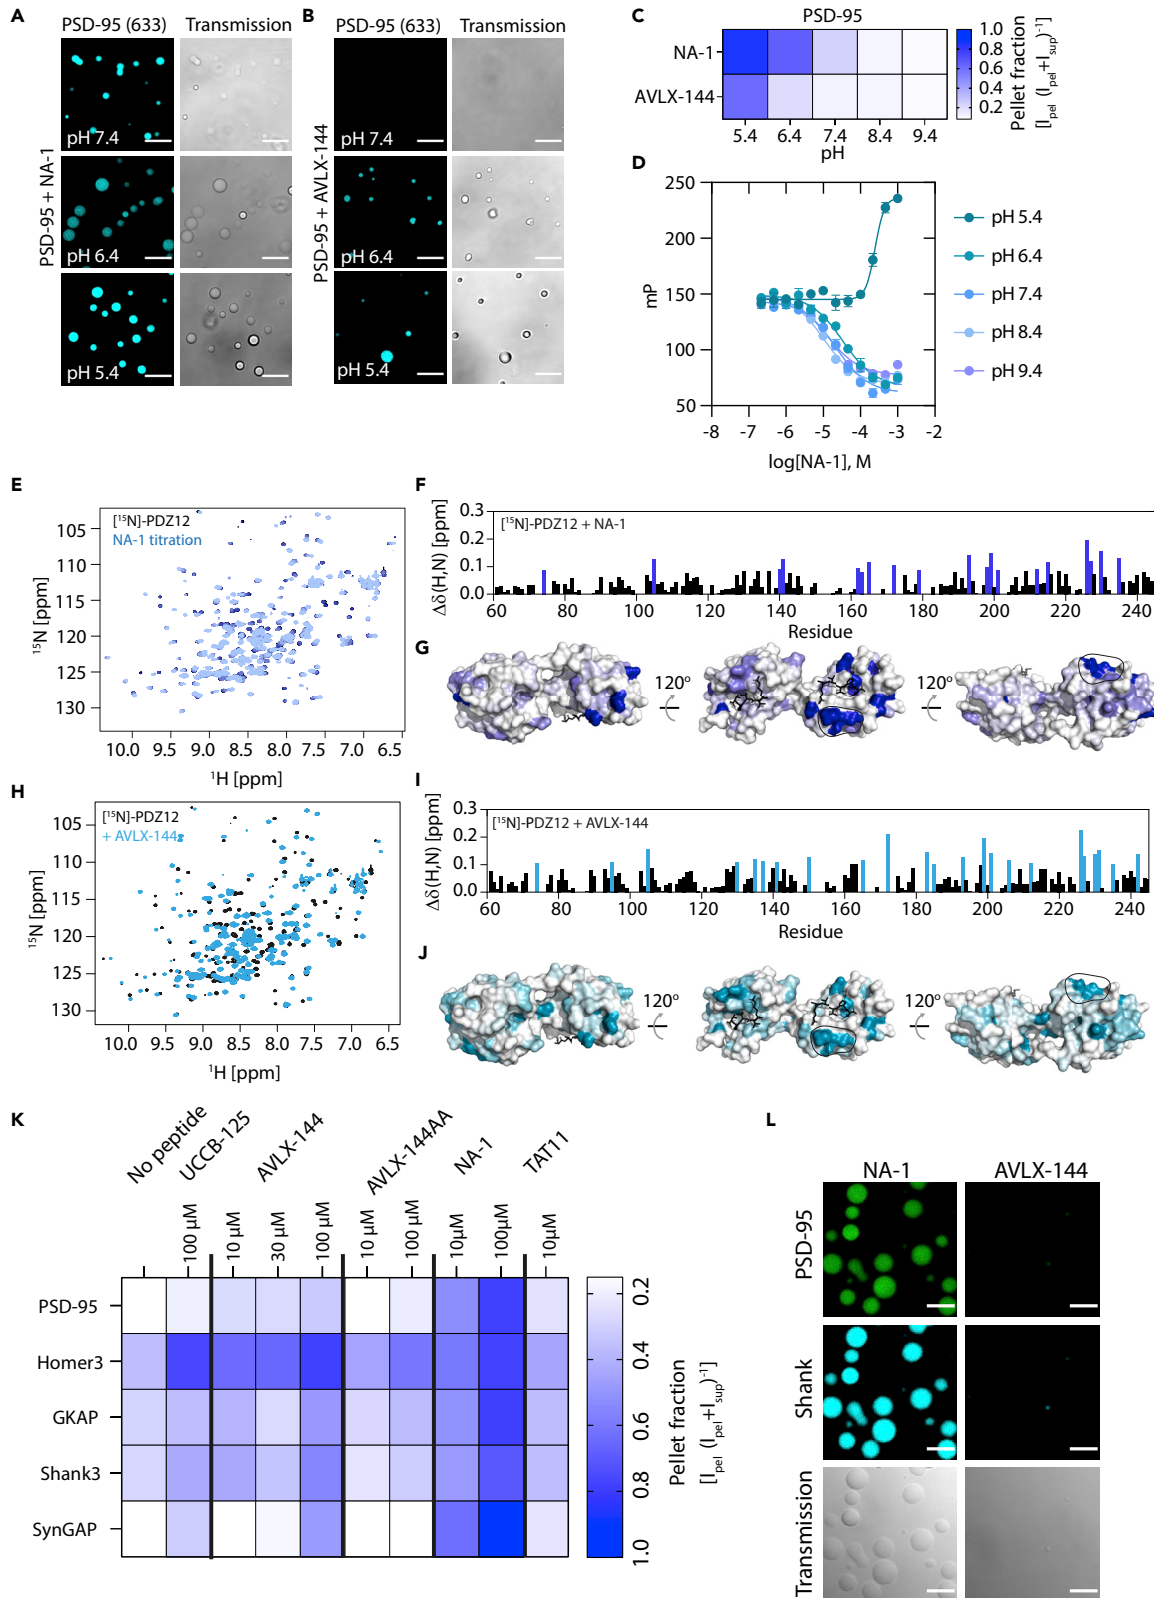 A
PSD-95 (633)
Transmission
PSD-95 + NA-1
pH 7.4
pH 6.4
pH 5.4
B
PSD-95 (633)
Transmission
PSD-95 + AVLX-144
pH 7.4
pH 6.4
pH 5.4
C
PSD-95
NA-1
AVLX-144
5.4 6.4 7.4 8.4 9.4
pH
1.0
0.8
0.6
0.4
0.2
Pellet fraction
[I_pel (I_pel+I_sup)^-1]
D
250
200
150
100
50
mP
-8 -7 -6 -5 -4 -3 -2
log[NA-1], M
pH 5.4
pH 6.4
pH 7.4
pH 8.4
pH 9.4
E
[¹⁵N]-PDZ12
NA-1 titration
105
110
115
120
125
130
¹⁵N [ppm]
10.0 9.5 9.0 8.5 8.0 7.5 7.0 6.5
¹H [ppm]
F
[¹⁵N]-PDZ12 + NA-1
0.3
0.2
0.1
0.0
Δδ(H,N) [ppm]
60 80 100 120 140 160 180 200 220 240
Residue
G
120°
120°
H
[¹⁵N]-PDZ12
+ AVLX-144
105
110
115
120
125
130
¹⁵N [ppm]
10.0 9.5 9.0 8.5 8.0 7.5 7.0 6.5
¹H [ppm]
I
[¹⁵N]-PDZ12 + AVLX-144
0.3
0.2
0.1
0.0
Δδ(H,N) [ppm]
60 80 100 120 140 160 180 200 220 240
Residue
J
120°
120°
K
No peptide
UCCB-125
AVLX-144
AVLX-144AA
NA-1
TAT11
100 μM
10 μM
30 μM
100 μM
10 μM
100 μM
10μM
100μM
10μM
PSD-95
Homer3
GKAP
Shank3
SynGAP
0.2
0.4
0.6
0.8
1.0
Pellet fraction
[I_pel (I_pel+I_sup)^-1]
L
NA-1
AVLX-144
PSD-95
Shank
Transmission